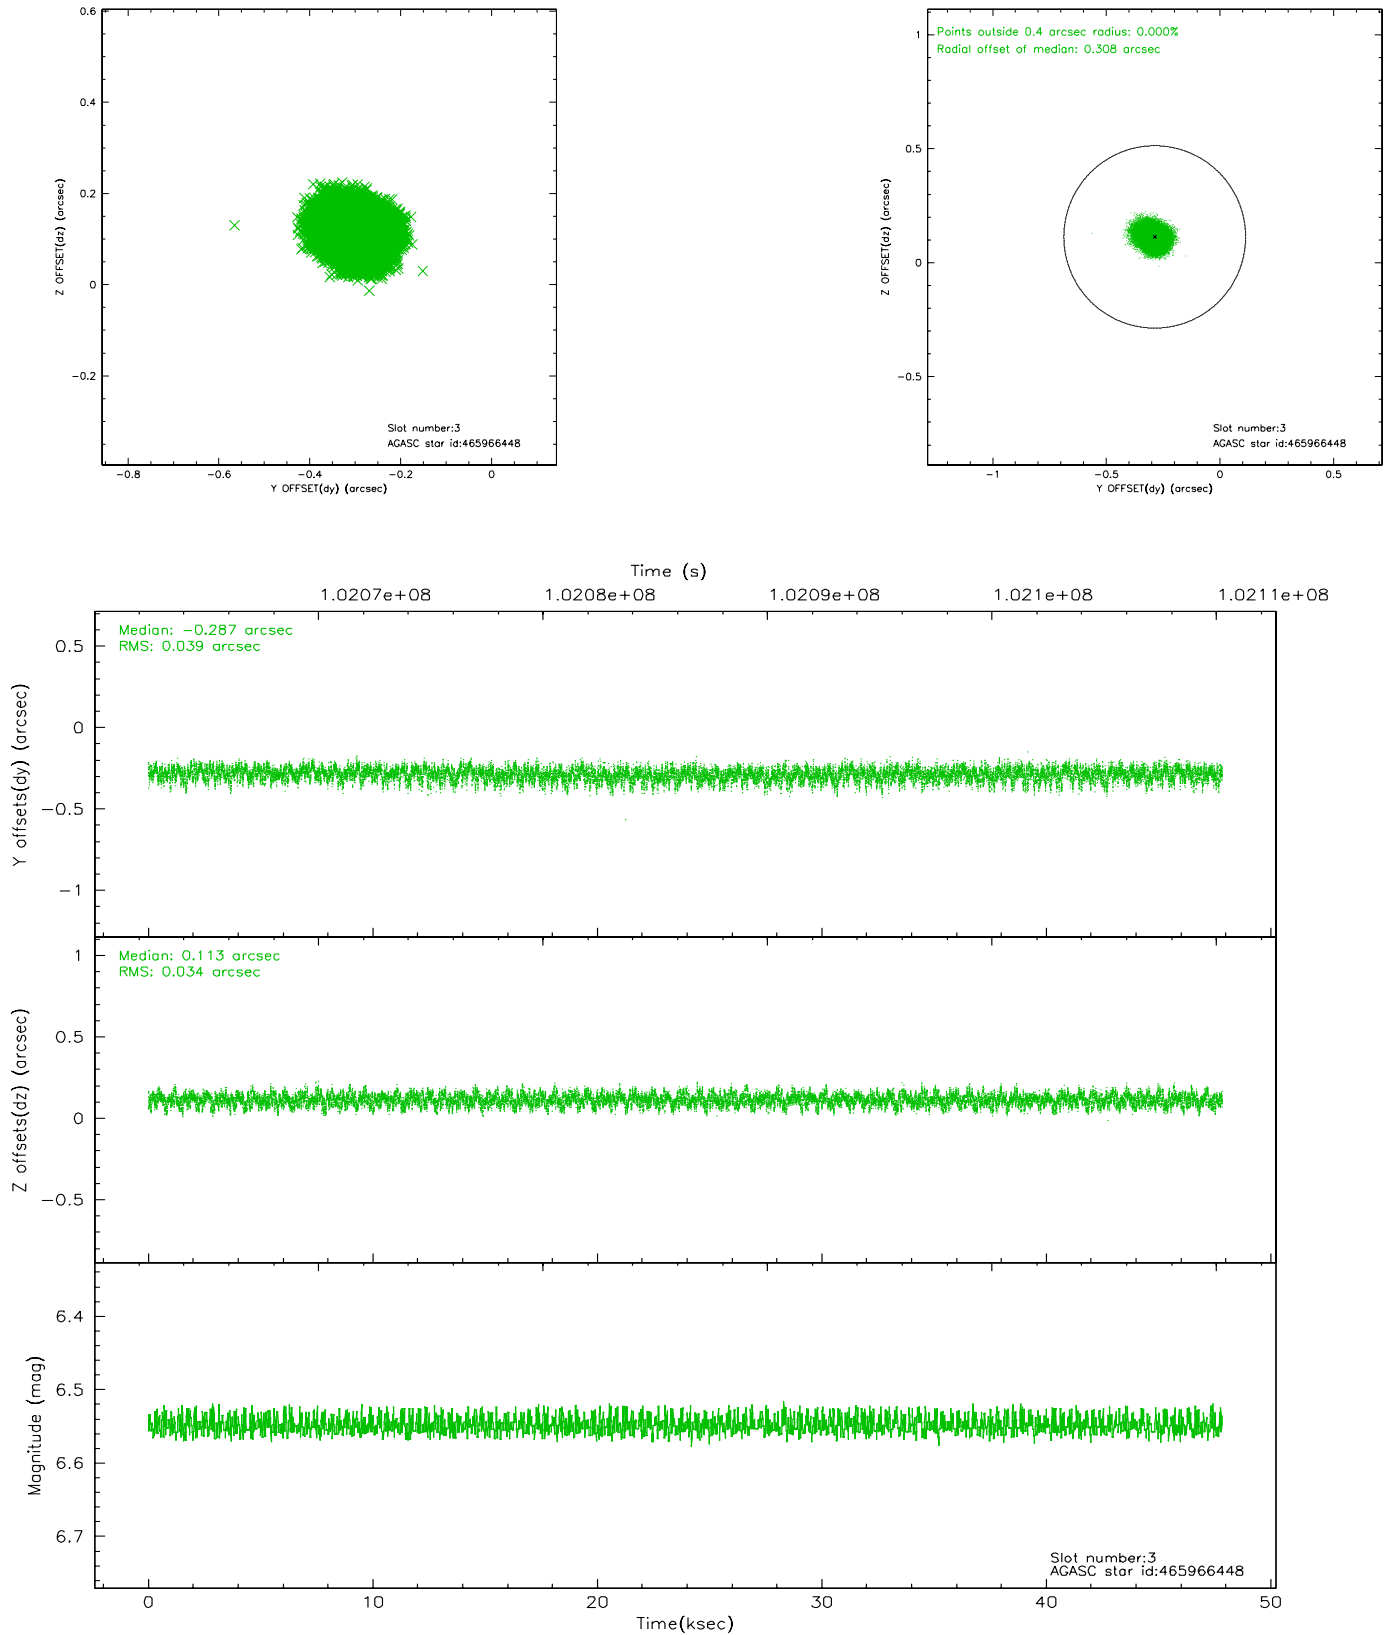 0.6
0.4
0.2
0
−0.2
Z OFFSET(dz) (arcsec)
Slot number:3
AGASC star id:465966448
−0.8 −0.6 −0.4 −0.2 0
Y OFFSET(dy) (arcsec)
Points outside 0.4 arcsec radius: 0.000%
Radial offset of median: 0.308 arcsec
1
0.5
0
−0.5
Z OFFSET(dz) (arcsec)
Slot number:3
AGASC star id:465966448
−1 −0.5 0 0.5
Y OFFSET(dy) (arcsec)
Time (s)
1.0207e+08 1.0208e+08 1.0209e+08 1.021e+08 1.0211e+08
Median: −0.287 arcsec
RMS: 0.039 arcsec
0.5
0
−0.5
−1
Y offsets(dy) (arcsec)
Median: 0.113 arcsec
RMS: 0.034 arcsec
1
0.5
0
−0.5
Z offsets(dz) (arcsec)
6.4
6.5
6.6
6.7
Magnitude (mag)
Slot number:3
AGASC star id:465966448
0 10 20 30 40 50
Time(ksec)